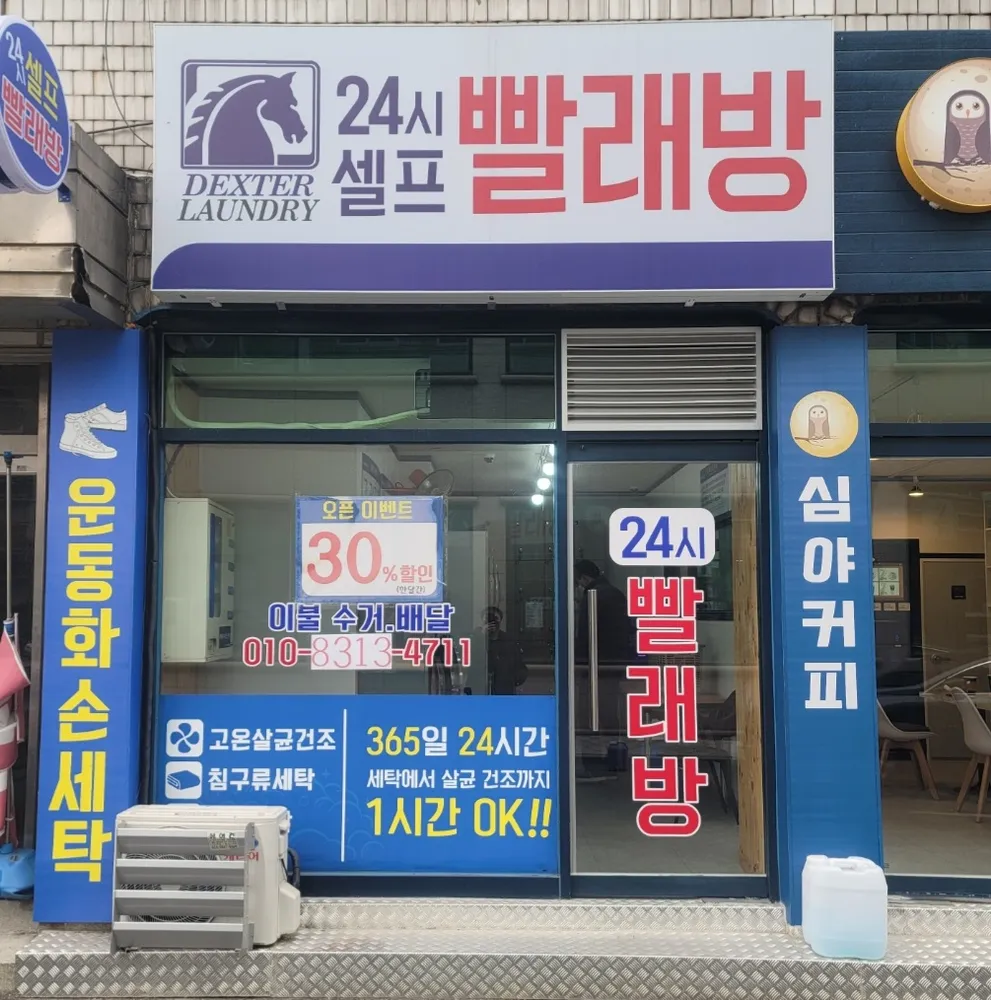 24시
셀프
빨래방
DEXTER
LAUNDRY
24시
셀프
빨래방
운동화손세탁
오픈 이벤트
30%할인
(한달간)
이불 수거.배달
010-8313-4711
고온살균건조
침구류세탁
365일 24시간
세탁에서 살균 건조까지
1시간 OK!!
24시
빨래방
심야커피